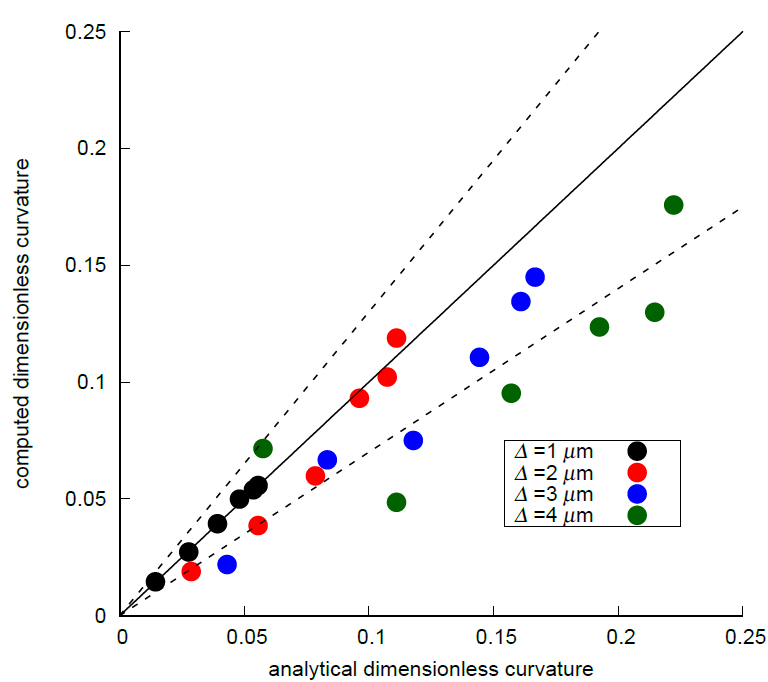 0.25
0.2
0.15
0.1
0.05
0
computed dimensionless curvature
Δ =1 μm
Δ =2 μm
Δ =3 μm
Δ =4 μm
0 0.05 0.1 0.15 0.2 0.25
analytical dimensionless curvature